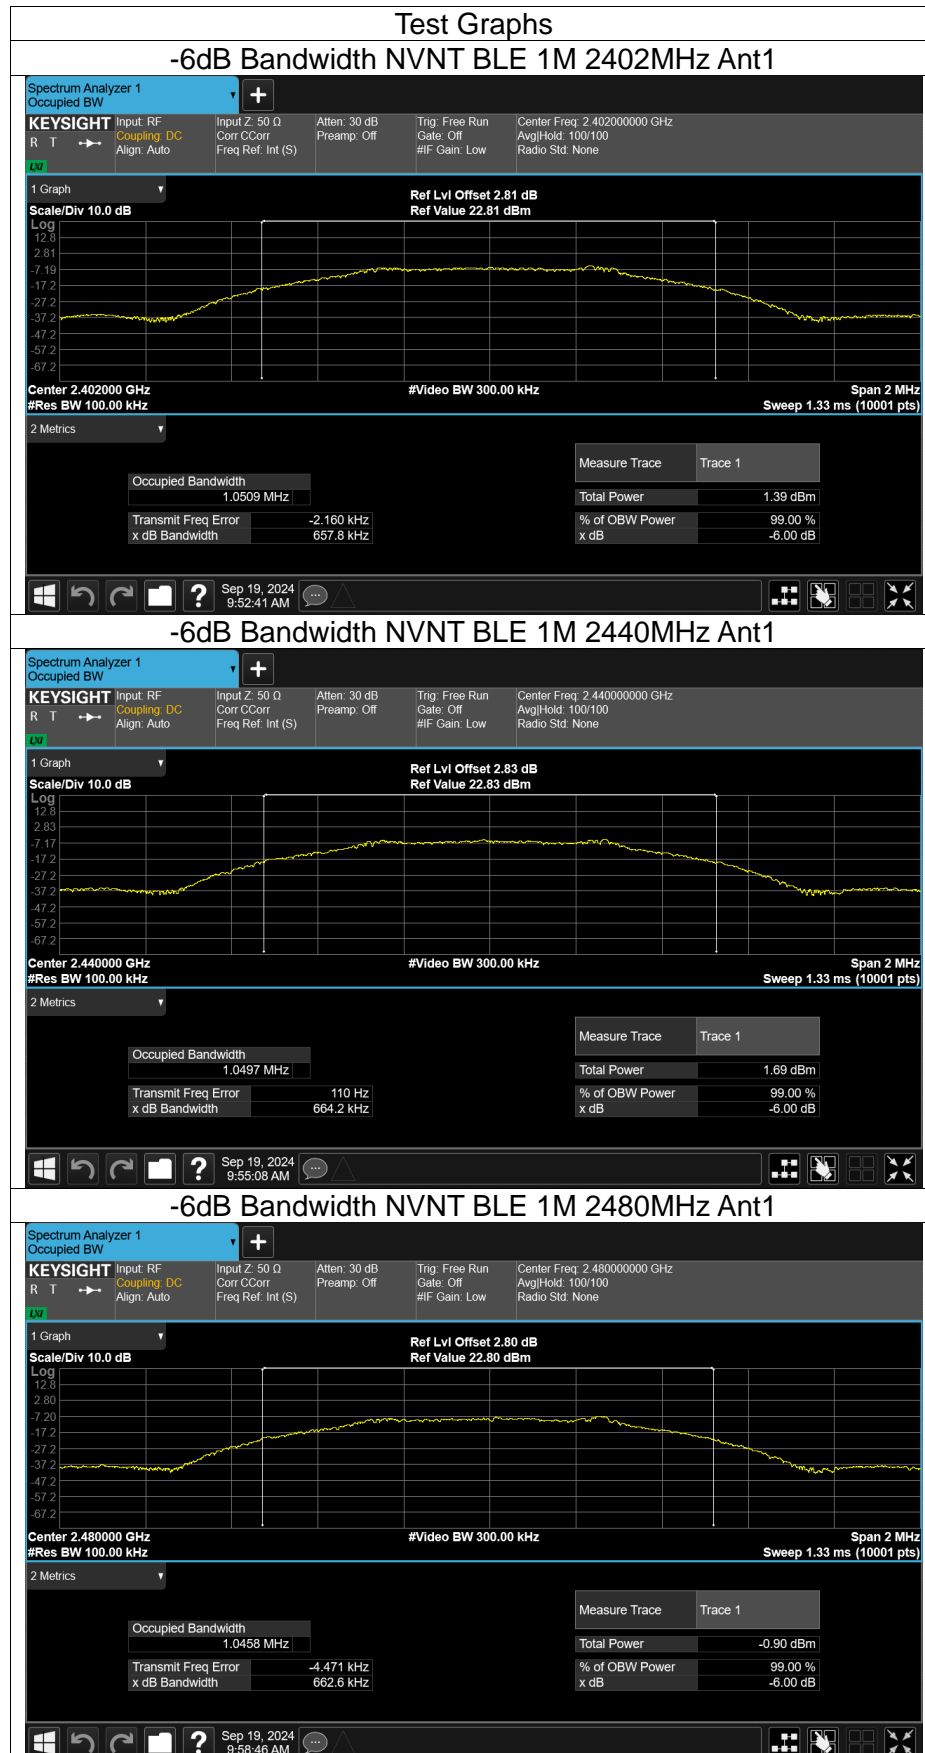 Test Graphs
-6dB Bandwidth NVNT BLE 1M 2402MHz Ant1
Spectrum Analyzer 1
Occupied BW
KEYSIGHT Input: RF Input Z: 50 Ω Atten: 30 dB Trig: Free Run Center Freq: 2.402000000 GHz
R T Coupling: DC Corr CCorr Preamp: Off Gate: Off Avg|Hold: 100/100
Align: Auto Freq Ref: Int (S) #IF Gain: Low Radio Std: None
LXI
1 Graph
Ref Lvl Offset 2.81 dB
Scale/Div 10.0 dB Ref Value 22.81 dBm
Log
12.8
2.81
-7.19
-17.2
-27.2
-37.2
-47.2
-57.2
-67.2
Center 2.402000 GHz #Video BW 300.00 kHz Span 2 MHz
#Res BW 100.00 kHz Sweep 1.33 ms (10001 pts)
2 Metrics
Measure Trace Trace 1
Occupied Bandwidth
1.0509 MHz Total Power 1.39 dBm
Transmit Freq Error -2.160 kHz % of OBW Power 99.00 %
x dB Bandwidth 657.8 kHz x dB -6.00 dB
Sep 19, 2024
9:52:41 AM
-6dB Bandwidth NVNT BLE 1M 2440MHz Ant1
Spectrum Analyzer 1
Occupied BW
KEYSIGHT Input: RF Input Z: 50 Ω Atten: 30 dB Trig: Free Run Center Freq: 2.440000000 GHz
R T Coupling: DC Corr CCorr Preamp: Off Gate: Off Avg|Hold: 100/100
Align: Auto Freq Ref: Int (S) #IF Gain: Low Radio Std: None
LXI
1 Graph
Ref Lvl Offset 2.83 dB
Scale/Div 10.0 dB Ref Value 22.83 dBm
Log
12.8
2.83
-7.17
-17.2
-27.2
-37.2
-47.2
-57.2
-67.2
Center 2.440000 GHz #Video BW 300.00 kHz Span 2 MHz
#Res BW 100.00 kHz Sweep 1.33 ms (10001 pts)
2 Metrics
Measure Trace Trace 1
Occupied Bandwidth
1.0497 MHz Total Power 1.69 dBm
Transmit Freq Error 110 Hz % of OBW Power 99.00 %
x dB Bandwidth 664.2 kHz x dB -6.00 dB
Sep 19, 2024
9:55:08 AM
-6dB Bandwidth NVNT BLE 1M 2480MHz Ant1
Spectrum Analyzer 1
Occupied BW
KEYSIGHT Input: RF Input Z: 50 Ω Atten: 30 dB Trig: Free Run Center Freq: 2.480000000 GHz
R T Coupling: DC Corr CCorr Preamp: Off Gate: Off Avg|Hold: 100/100
Align: Auto Freq Ref: Int (S) #IF Gain: Low Radio Std: None
LXI
1 Graph
Ref Lvl Offset 2.80 dB
Scale/Div 10.0 dB Ref Value 22.80 dBm
Log
12.8
2.80
-7.20
-17.2
-27.2
-37.2
-47.2
-57.2
-67.2
Center 2.480000 GHz #Video BW 300.00 kHz Span 2 MHz
#Res BW 100.00 kHz Sweep 1.33 ms (10001 pts)
2 Metrics
Measure Trace Trace 1
Occupied Bandwidth
1.0458 MHz Total Power -0.90 dBm
Transmit Freq Error -4.471 kHz % of OBW Power 99.00 %
x dB Bandwidth 662.6 kHz x dB -6.00 dB
Sep 19, 2024
9:58:46 AM